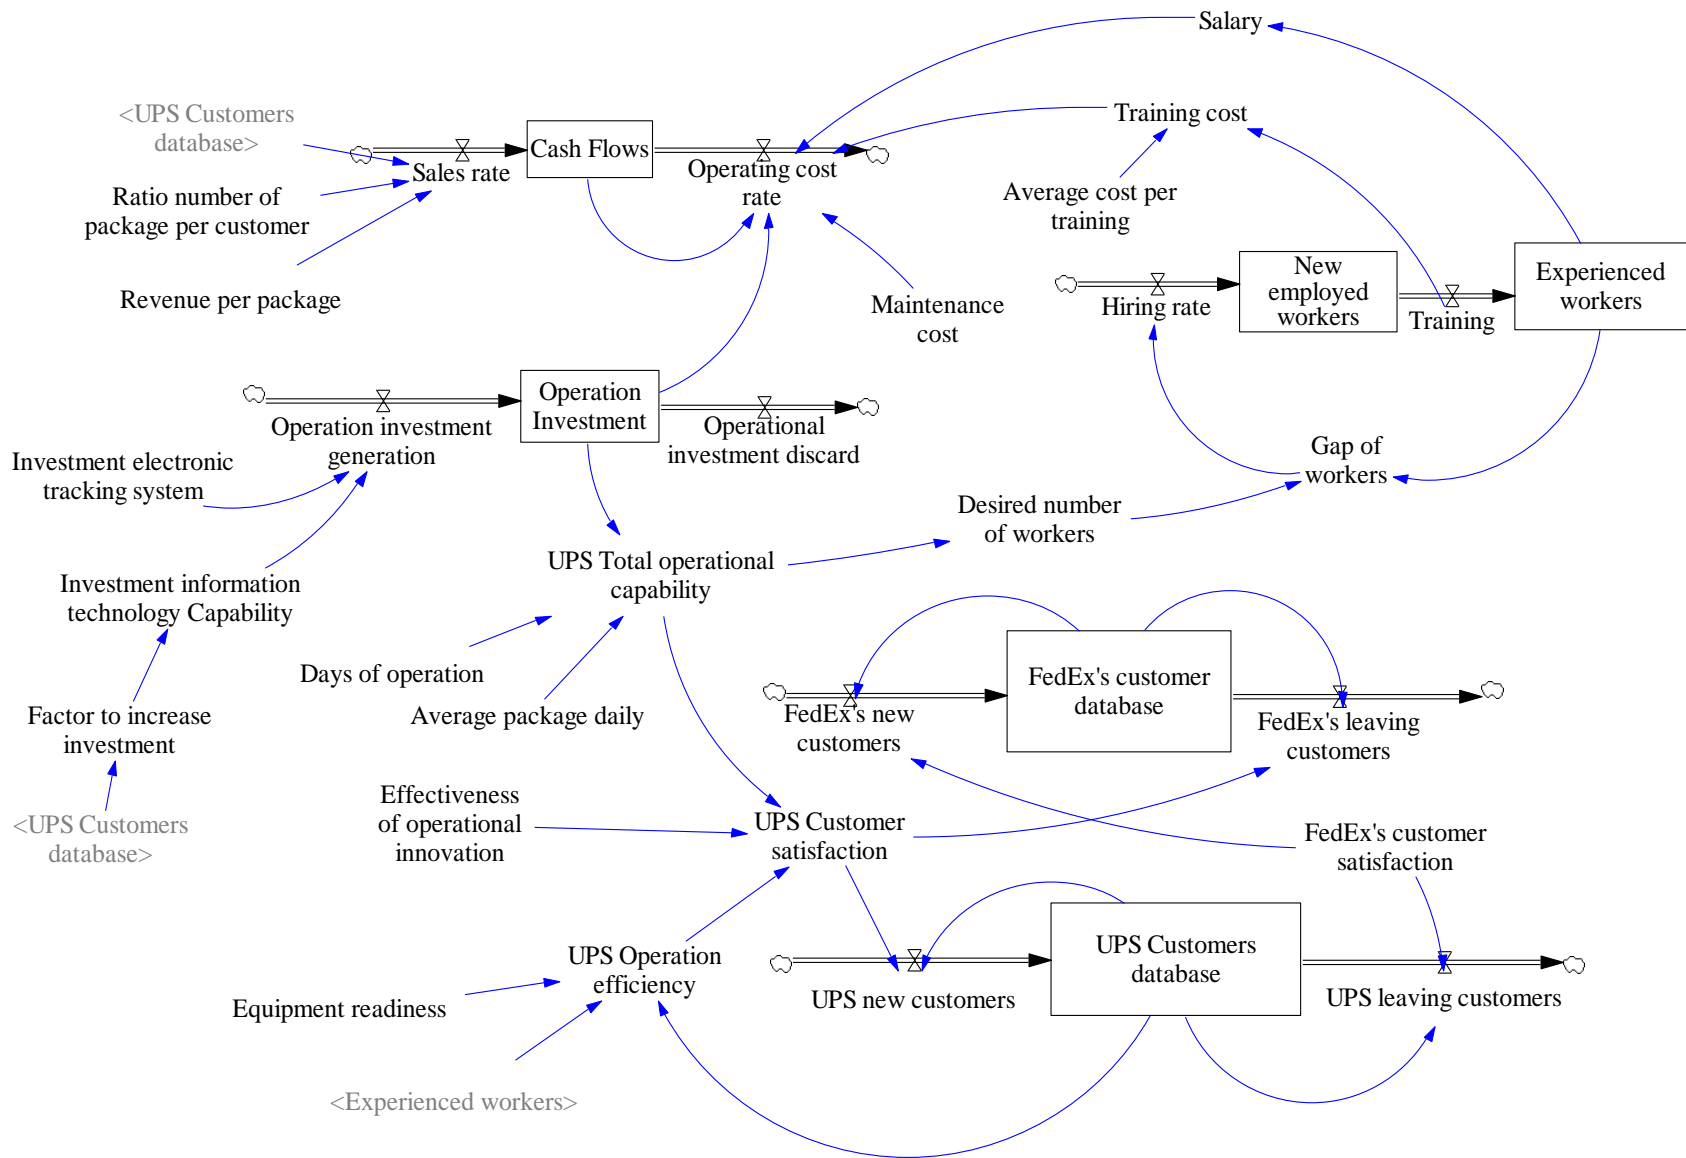 Salary
<UPS Customers
database>
Training cost
Cash Flows
Sales rate
Operating cost
rate
Ratio number of
package per customer
Average cost per
training
Revenue per package
Maintenance
cost
New
employed
workers
Experienced
workers
Hiring rate
Training
Operation
Investment
Operation investment
generation
Operational
investment discard
Investment electronic
tracking system
Gap of
workers
Desired number
of workers
UPS Total operational
capability
Investment information
technology Capability
Days of operation
Average package daily
FedEx's customer
database
FedEx's new
customers
FedEx's leaving
customers
Factor to increase
investment
<UPS Customers
database>
Effectiveness
of operational
innovation
UPS Customer
satisfaction
FedEx's customer
satisfaction
UPS Operation
efficiency
UPS Customers
database
UPS new customers
UPS leaving customers
Equipment readiness
<Experienced workers>